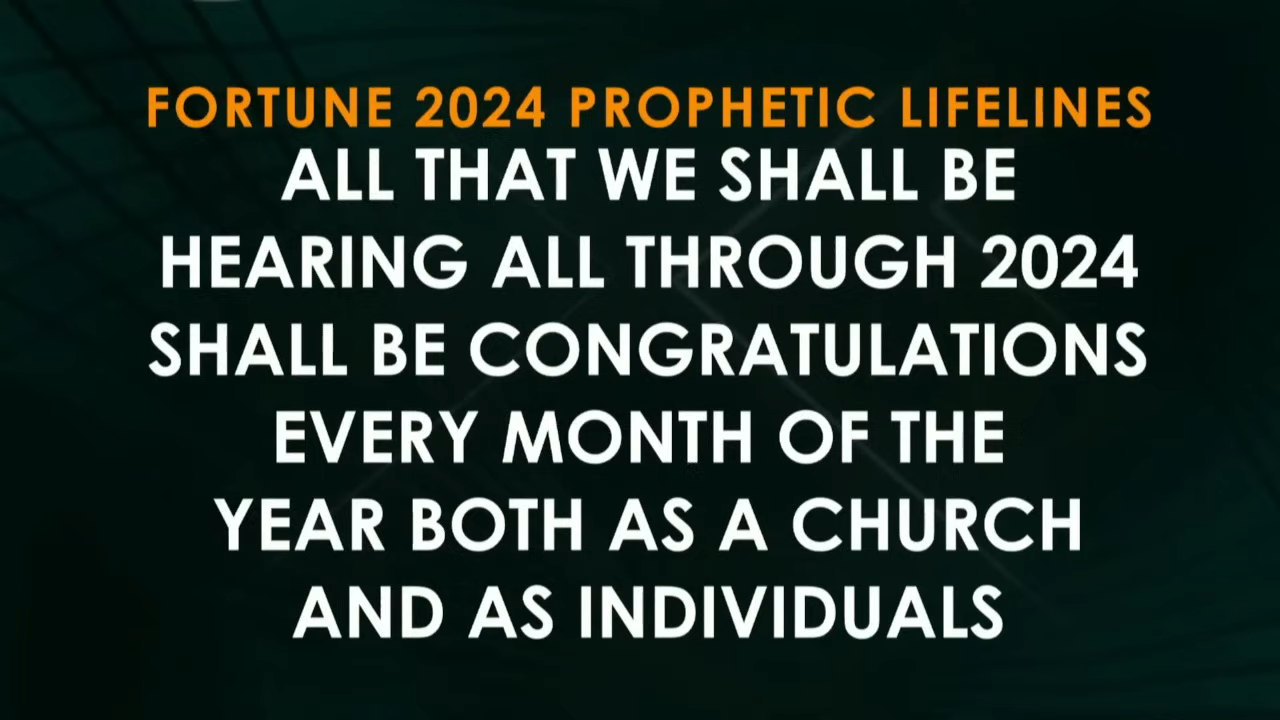 FORTUNE 2024 PROPHETIC LIFELINES
ALL THAT WE SHALL BE
HEARING ALL THROUGH 2024
SHALL BE CONGRATULATIONS
EVERY MONTH OF THE
YEAR BOTH AS A CHURCH
AND AS INDIVIDUALS